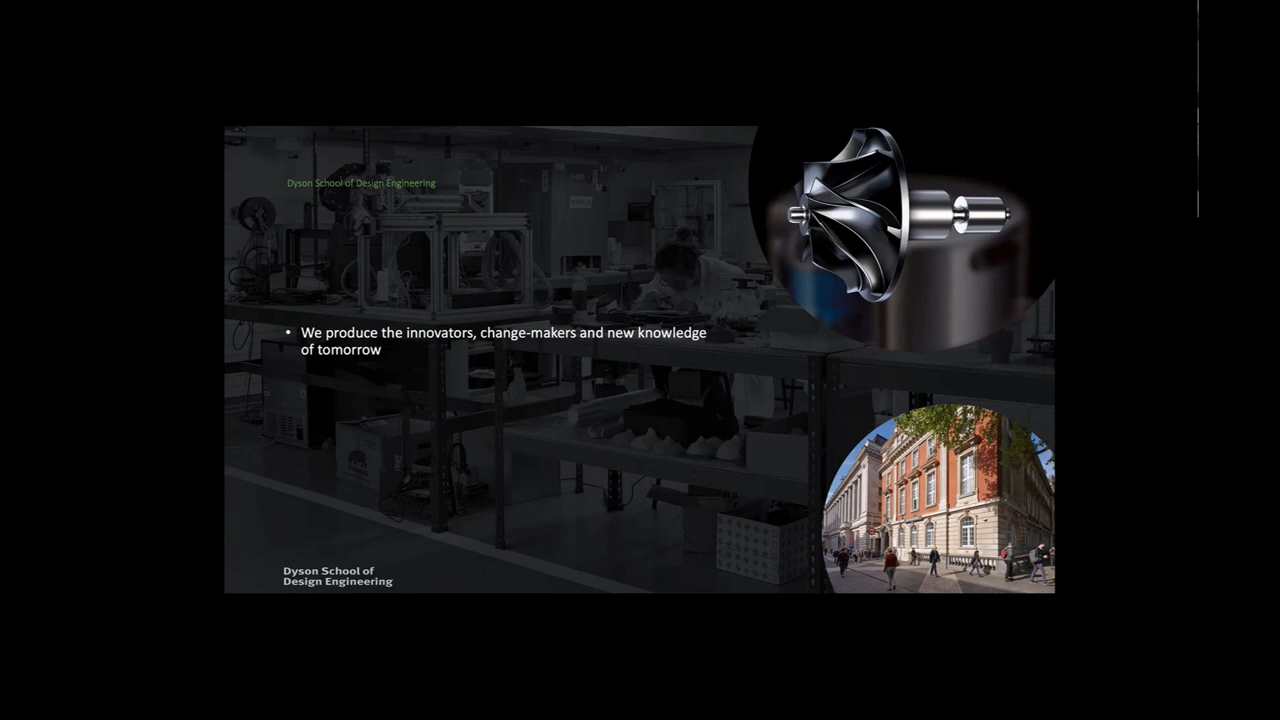 Dyson School of Design Engineering
• We produce the innovators, change-makers and new knowledge
of tomorrow
Dyson School of
Design Engineering